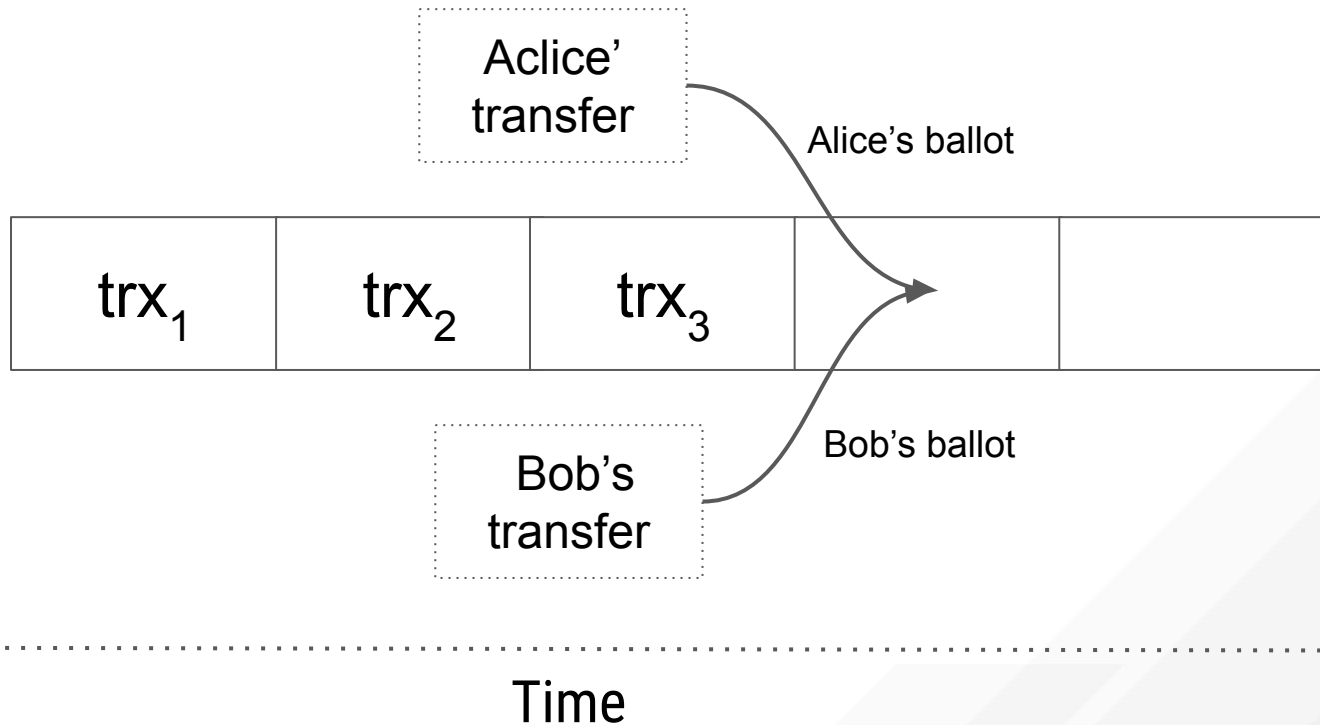 Aclice’
transfer
Alice’s ballot
trx₁ trx₂ trx₃
Bob’s ballot
Bob’s
transfer
Time